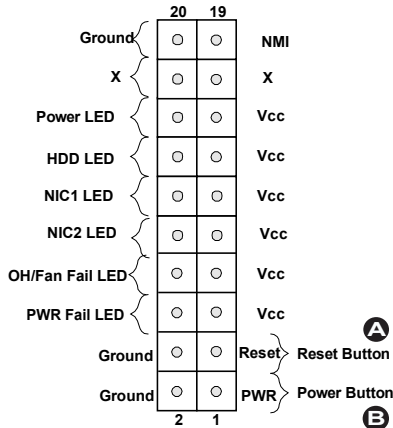 20 19
Ground NMI
X X
Power LED Vcc
HDD LED Vcc
NIC1 LED Vcc
NIC2 LED Vcc
OH/Fan Fail LED Vcc
PWR Fail LED Vcc
A
Ground Reset Reset Button
Ground PWR Power Button
2 1 B